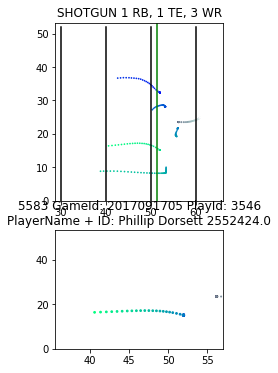 SHOTGUN 1 RB, 1 TE, 3 WR
50
40
30
20
10
0
30 40 50 60
5581 GameId: 2017091705 PlayId: 3546
PlayerName + ID: Phillip Dorsett 2552424.0
40
20
0
40 45 50 55